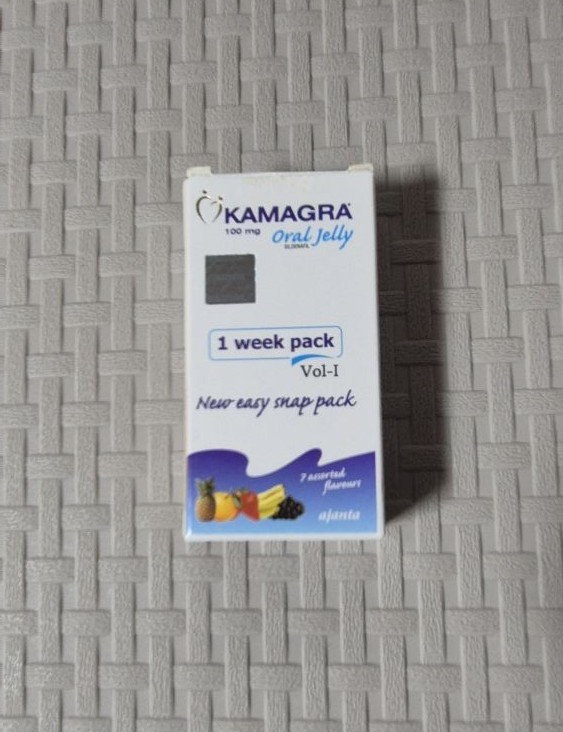 KAMAGRA
100 mg Oral Jelly
1 week pack
Vol-I
New easy snap pack
7 assorted
flavours
ajanta